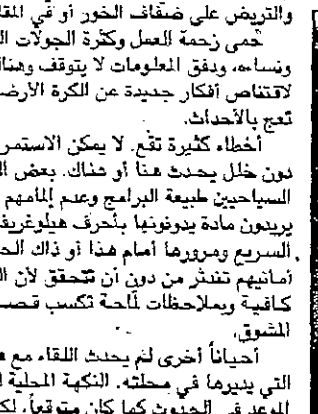 والتريض على ضفاف الخور أو في المقا
حمى زحمة العمل وكثرة الجولات ال
ونساءه، ودفق المعلومات لا يتوقف وهنا
لاقتناص أفكار جديدة عن الكرة الأرض
تعج بالأحداث.
أخطاء كثيرة تقع. لا يمكن الاستمر
دون خلل يحدث هنا أو هناك. بعض ال
السياحيين طبيعة البرامج وعدم إلمامهم
يريدون مادة يدونونها بأحرف هيلوغريف
السريع ومرورها أمام هذا أو ذاك الح
أمانيهم تندثر من دون أن تتحقق لأن ال
كافية وبملاحظات لماحة تكسب قصص
المشوق.
أحياناً أخرى لم يحدث اللقاء مع
التي يديرها في محلته. النكهة المحلية ا
الموعد في الحدوث كما كان متوقعاً، لك